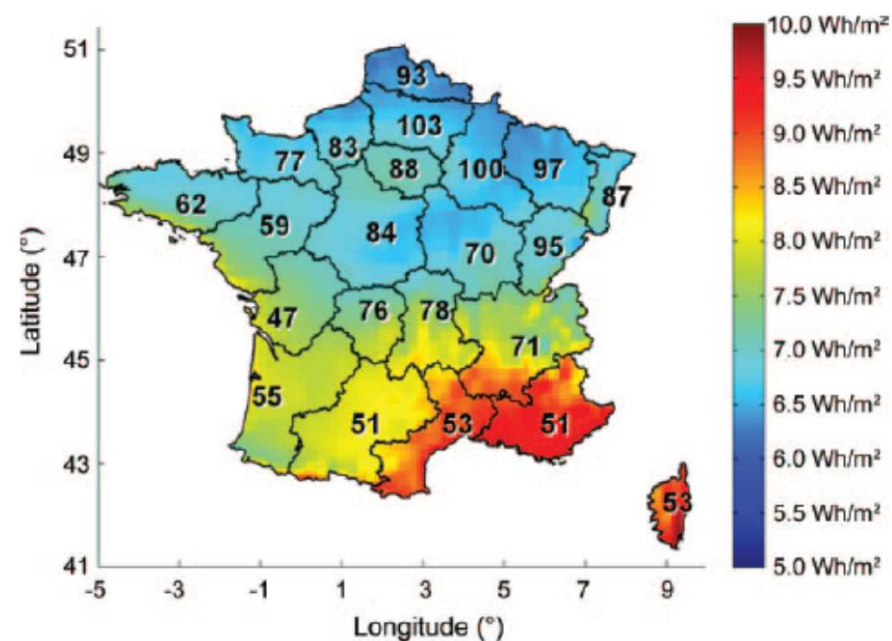 10.0 Wh/m²
9.5 Wh/m²
9.0 Wh/m²
8.5 Wh/m²
8.0 Wh/m²
7.5 Wh/m²
7.0 Wh/m²
6.5 Wh/m²
6.0 Wh/m²
5.5 Wh/m²
5.0 Wh/m²
Latitude (°)
51
49
47
45
43
41
93
103
83
77
88
100
97
87
62
59
84
70
95
47
76
78
71
55
51
53
51
53
-5
-3
-1
1
3
5
7
9
Longitude (°)